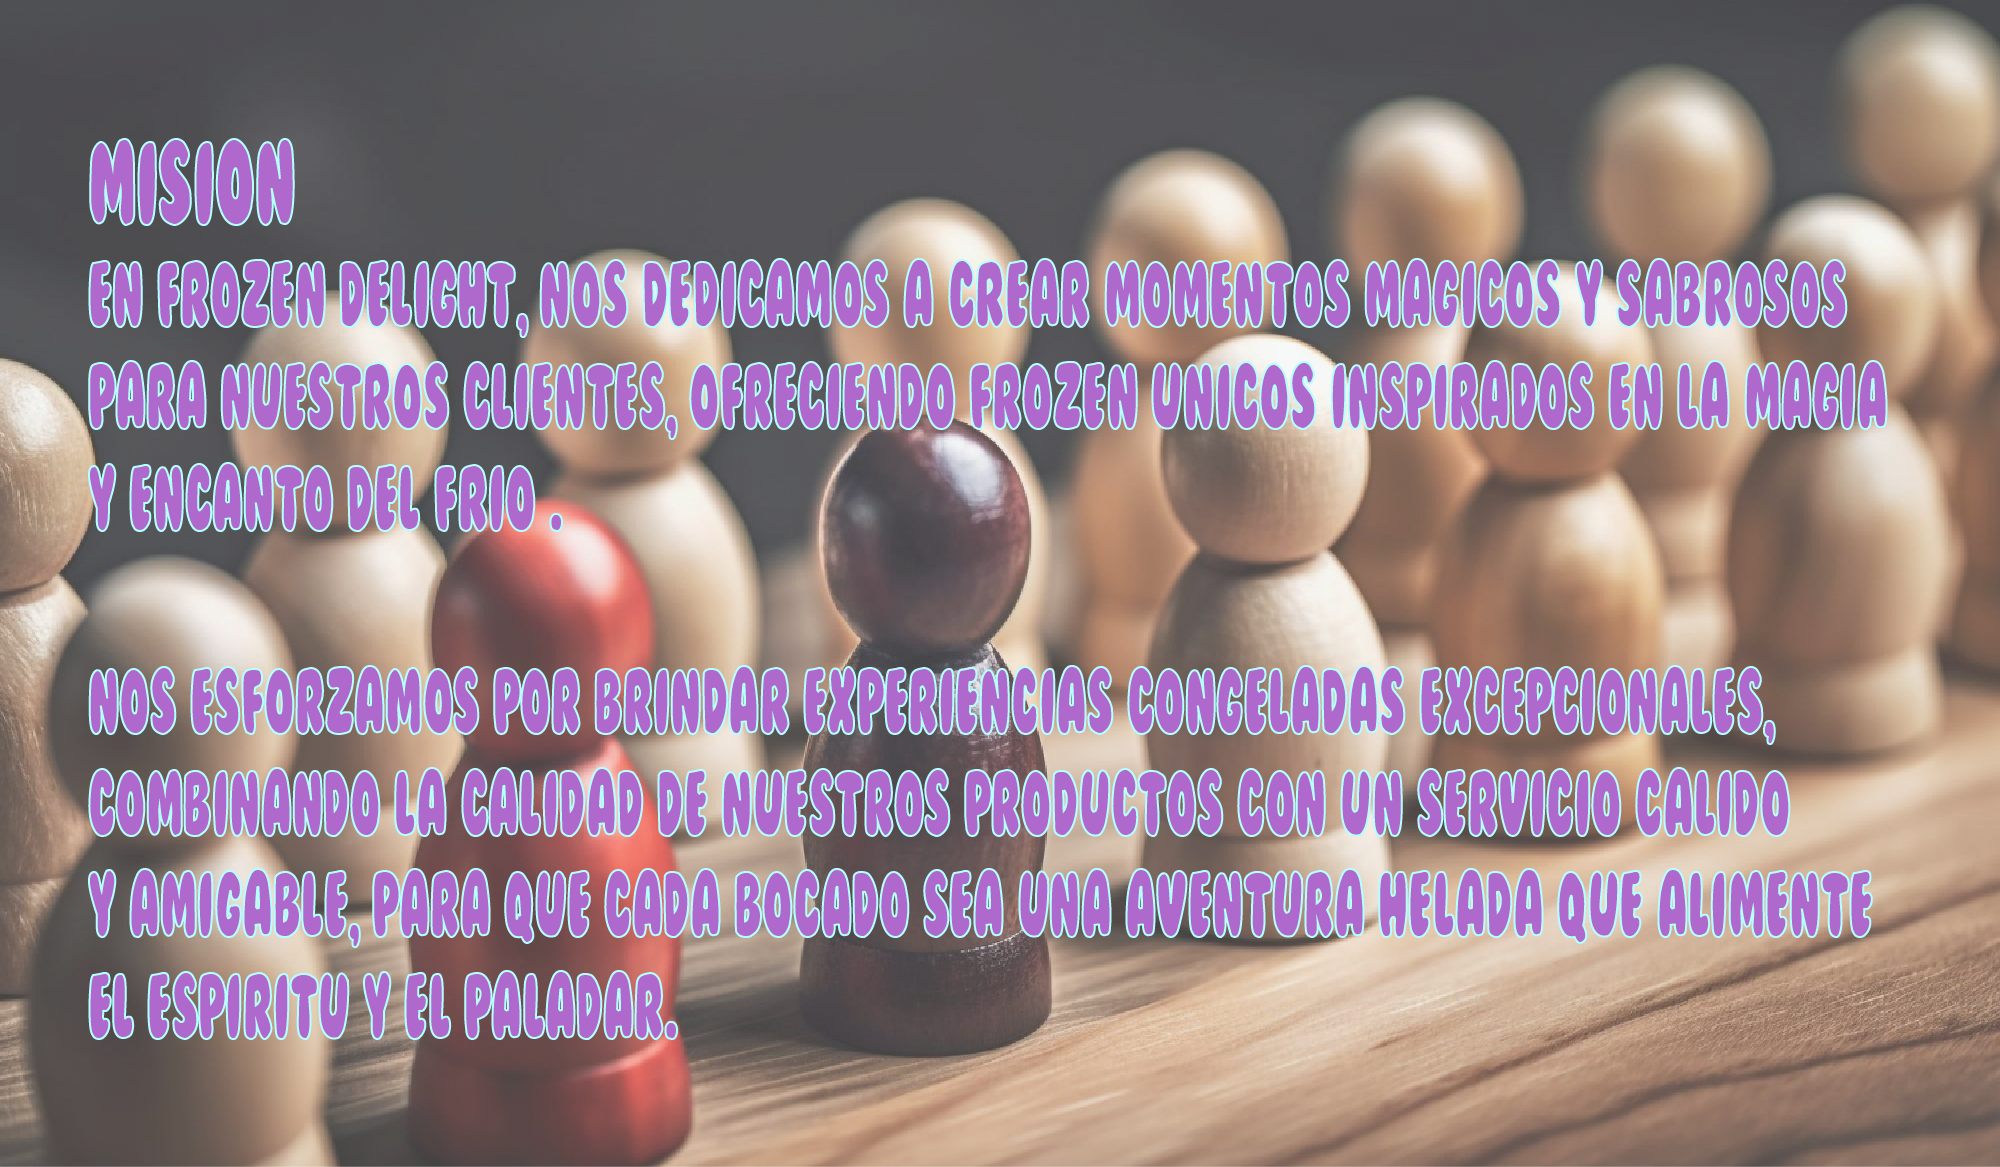 MISION
EN FROZEN DELIGHT, NOS DEDICAMOS A CREAR MOMENTOS MAGICOS Y SABROSOS
PARA NUESTROS CLIENTES, OFRECIENDO FROZEN UNICOS INSPIRADOS EN LA MAGIA
Y ENCANTO DEL FRIO .
NOS ESFORZAMOS POR BRINDAR EXPERIENCIAS CONGELADAS EXCEPCIONALES,
COMBINANDO LA CALIDAD DE NUESTROS PRODUCTOS CON UN SERVICIO CALIDO
Y AMIGABLE, PARA QUE CADA BOCADO SEA UNA AVENTURA HELADA QUE ALIMENTE
EL ESPIRITU Y EL PALADAR.